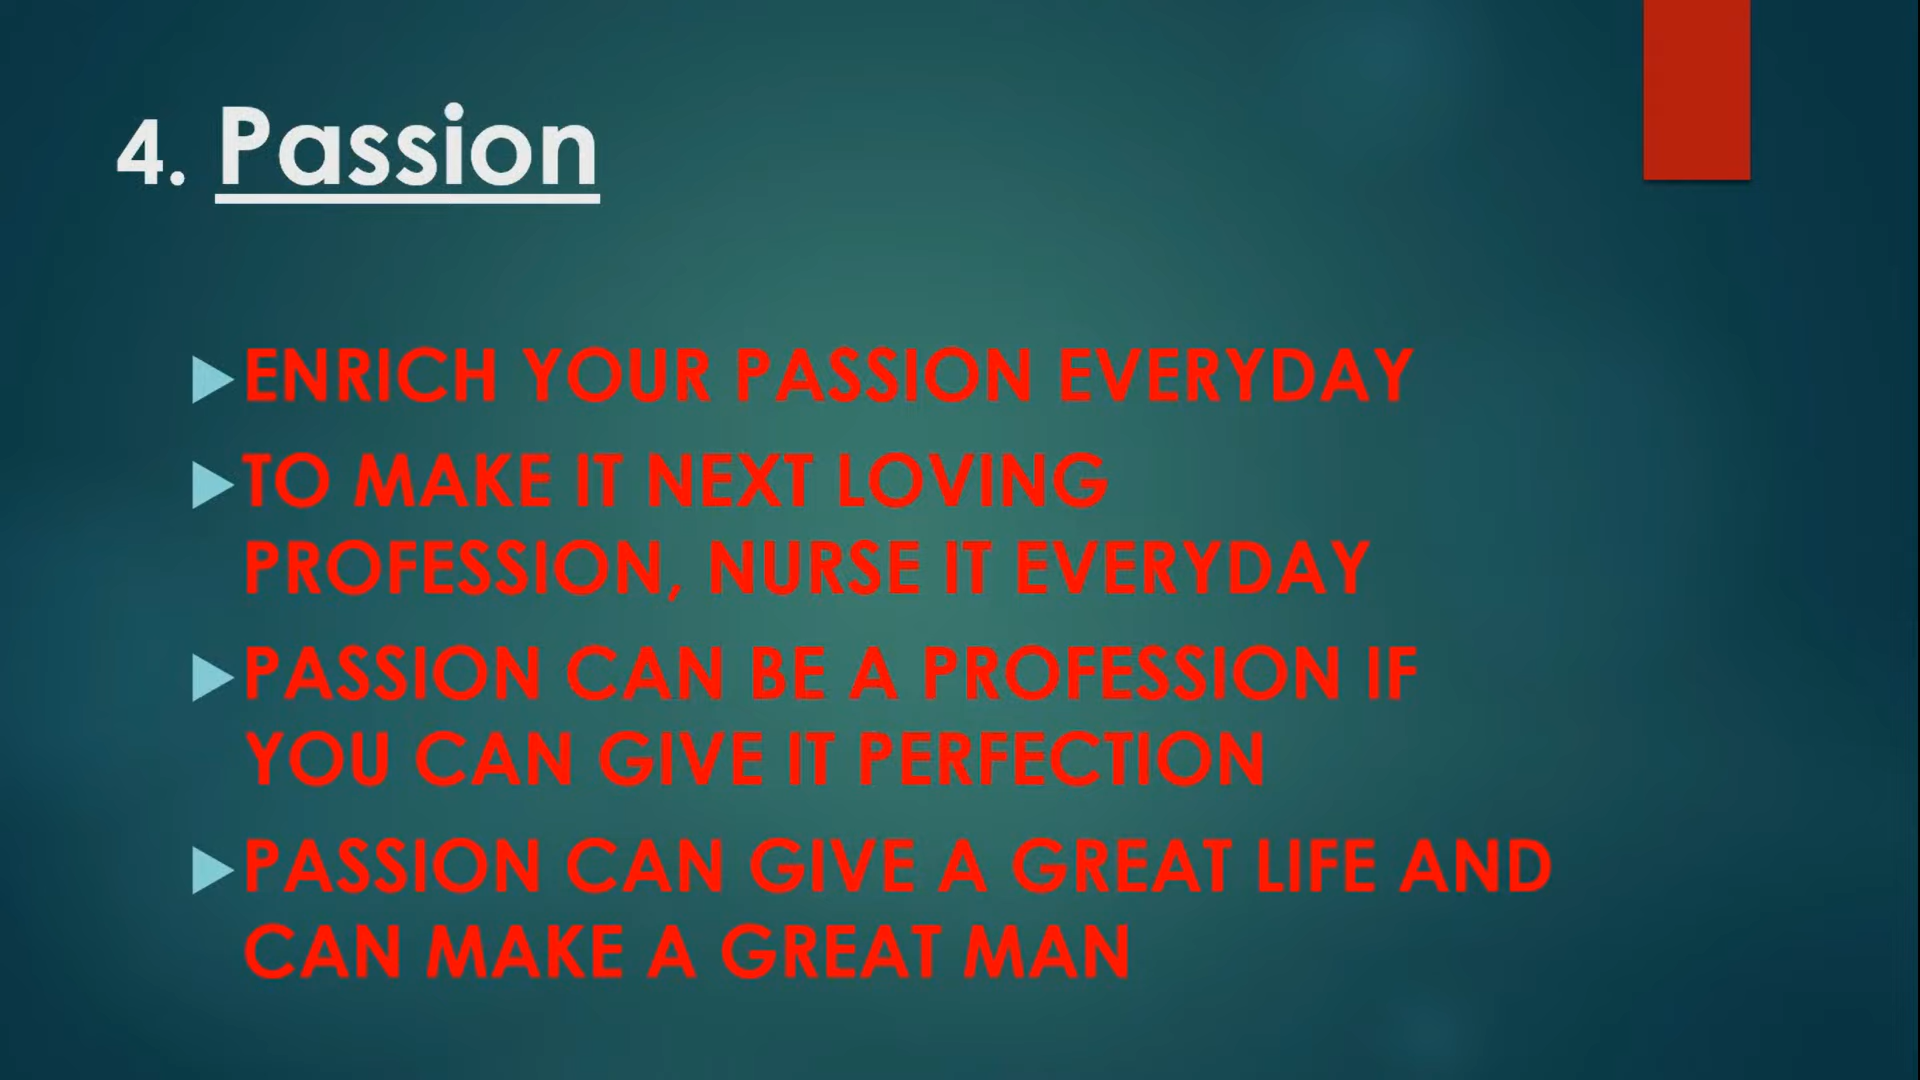 4. Passion
ENRICH YOUR PASSION EVERYDAY
TO MAKE IT NEXT LOVING
PROFESSION, NURSE IT EVERYDAY
PASSION CAN BE A PROFESSION IF
YOU CAN GIVE IT PERFECTION
PASSION CAN GIVE A GREAT LIFE AND
CAN MAKE A GREAT MAN